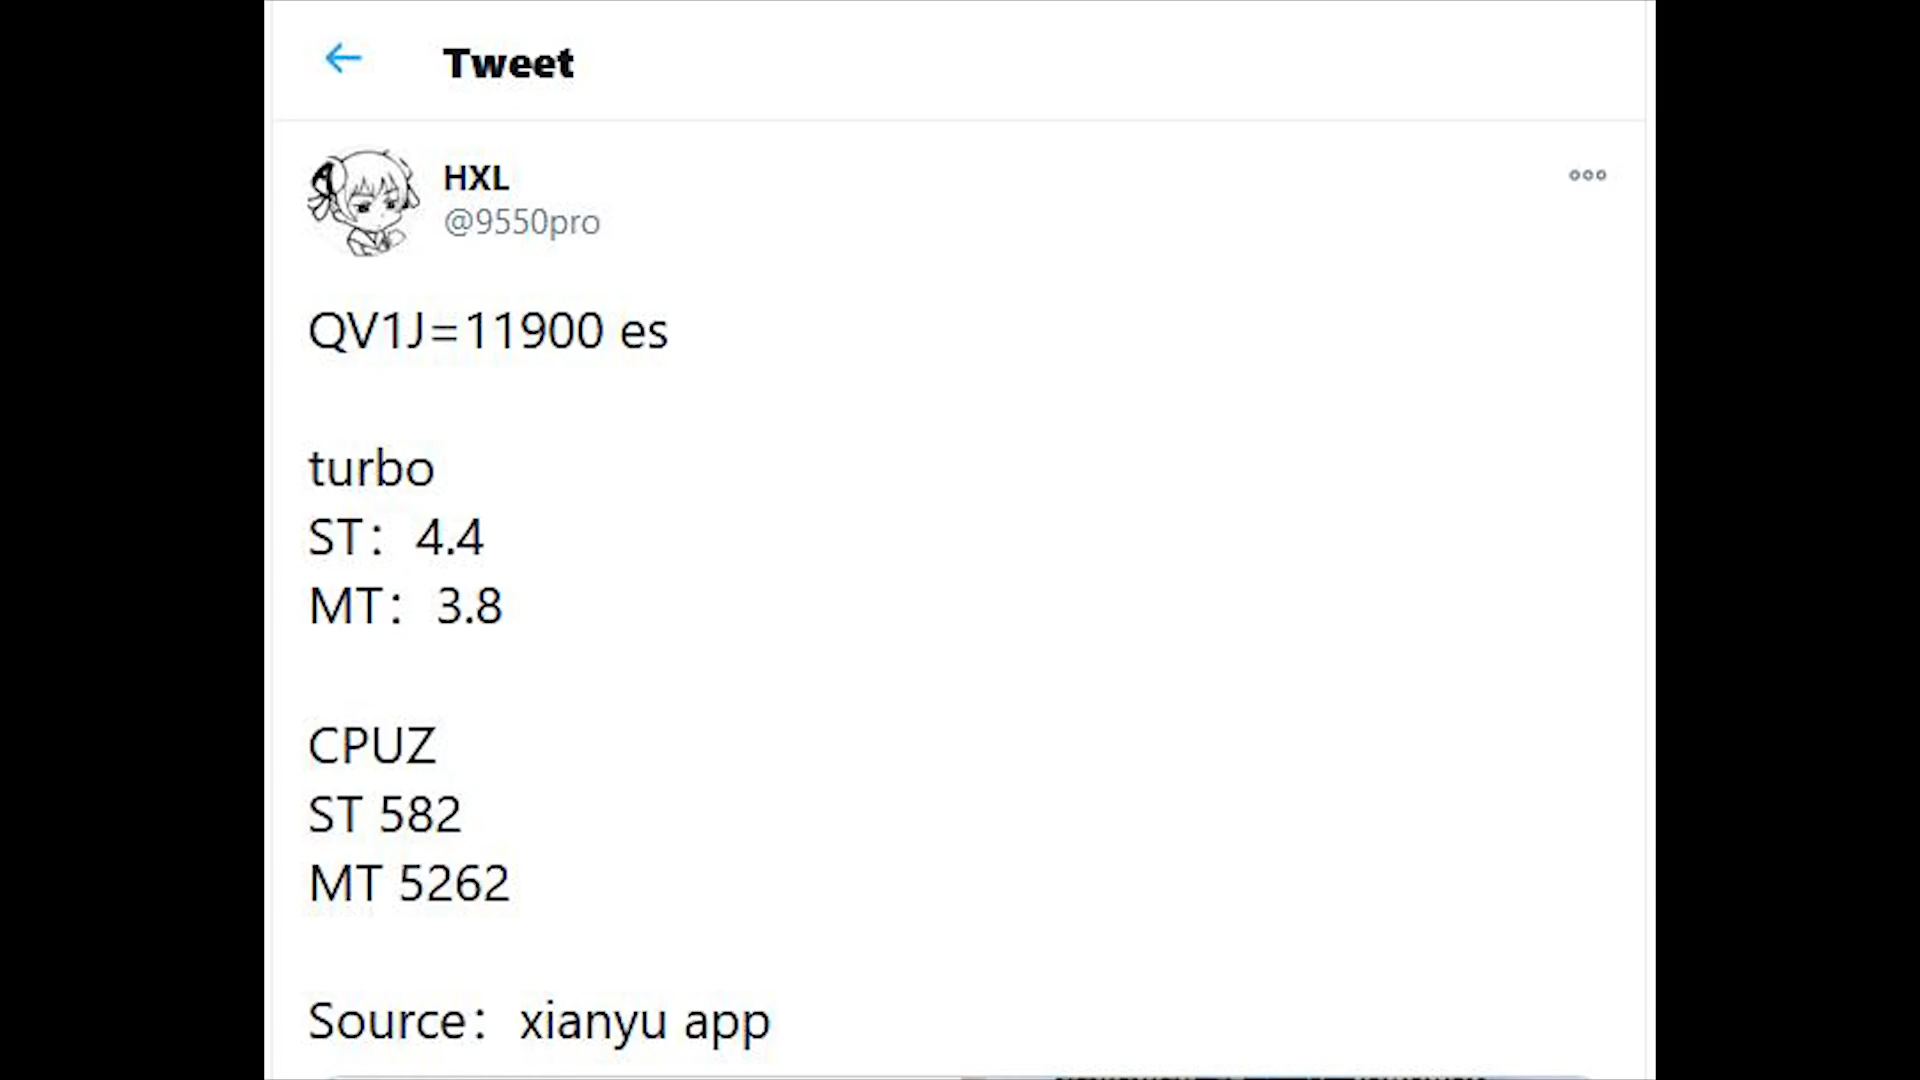 Tweet
HXL
@9550pro
QV1J=11900 es
turbo
ST：4.4
MT：3.8
CPUZ
ST 582
MT 5262
Source：xianyu app